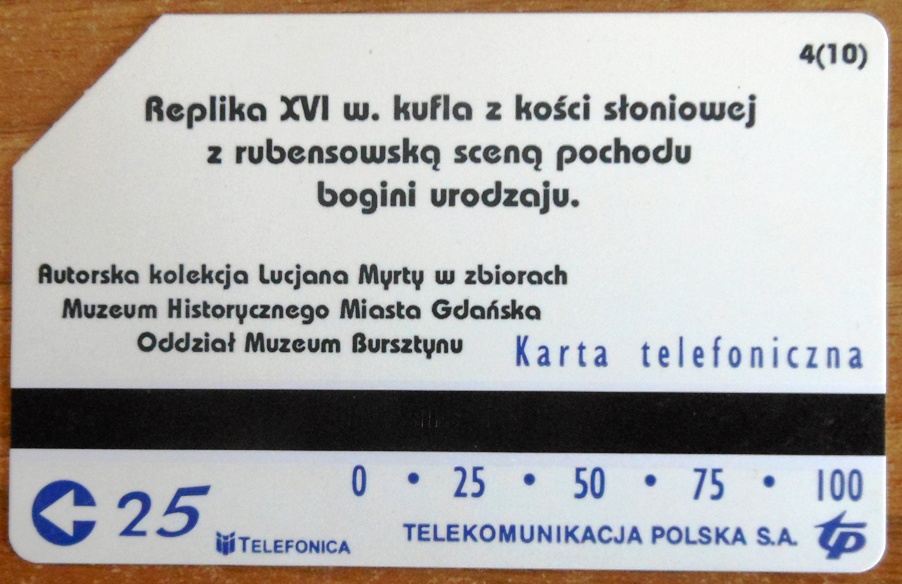 4(10)
Replika XVI w. kufla z kości słoniowej
z rubensowską sceną pochodu
bogini urodzaju.
Autorska kolekcja Lucjana Myrty w zbiorach
Muzeum Historycznego Miasta Gdańska
Oddział Muzeum Bursztynu
Karta telefoniczna
0 • 25 • 50 • 75 • 100
25
TELEFONICA
TELEKOMUNIKACJA POLSKA S.A.
tp